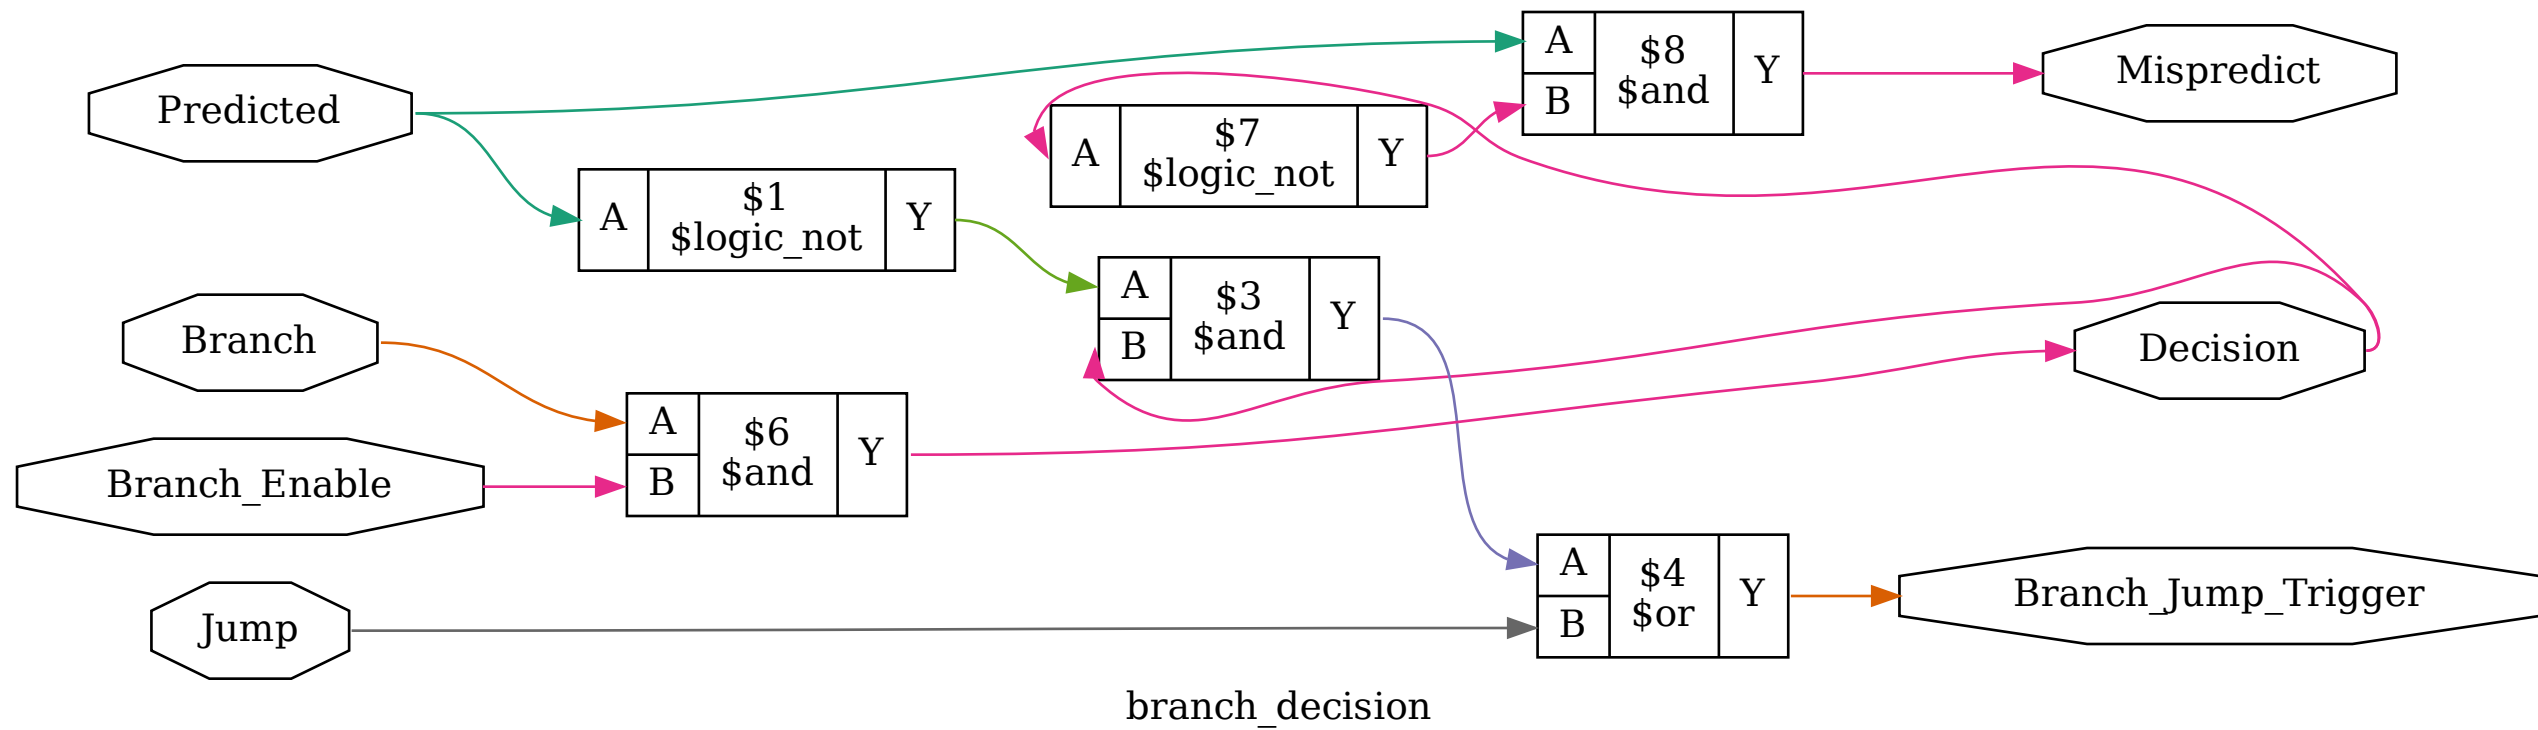 Predicted
Branch
Branch_Enable
Jump
A
$1
$logic_not
Y
A
B
$6
$and
Y
A
$7
$logic_not
Y
A
B
$3
$and
Y
A
B
$8
$and
Y
A
B
$4
$or
Y
Mispredict
Decision
Branch_Jump_Trigger
branch_decision